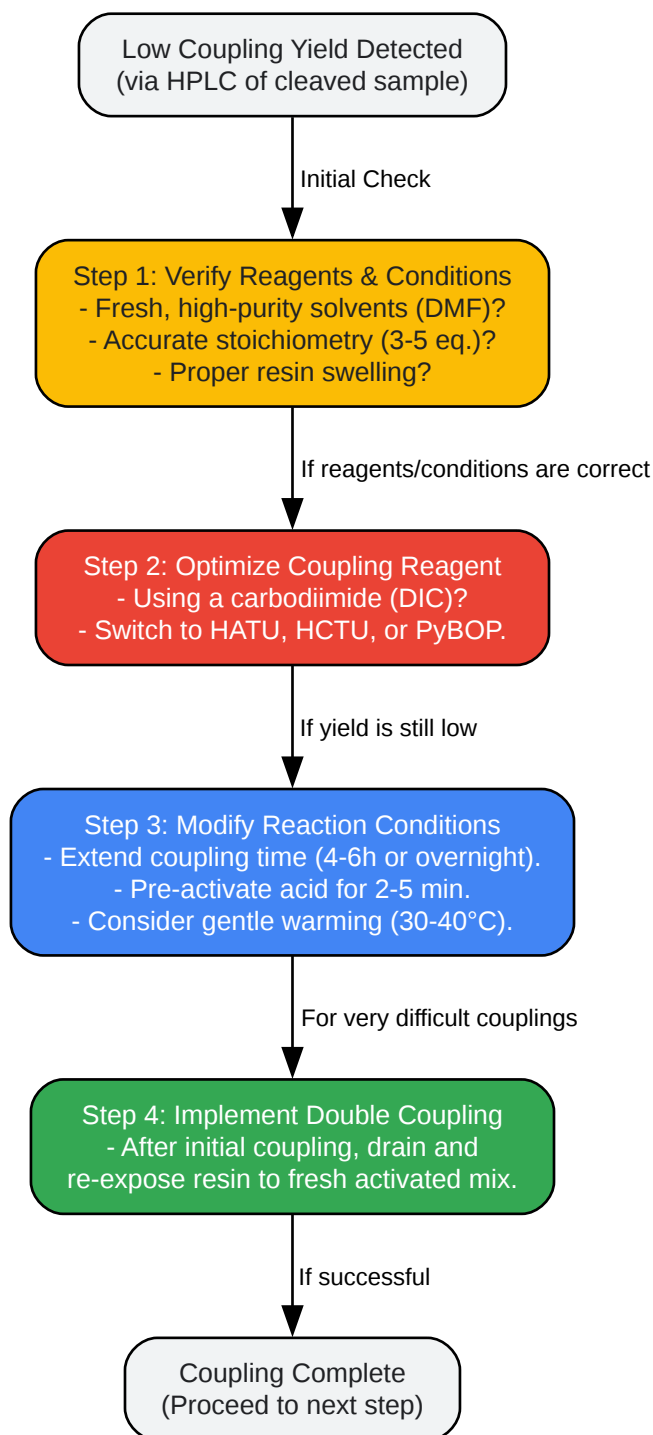 Low Coupling Yield Detected
(via HPLC of cleaved sample)
Initial Check
Step 1: Verify Reagents & Conditions
- Fresh, high-purity solvents (DMF)?
- Accurate stoichiometry (3-5 eq.)?
- Proper resin swelling?
If reagents/conditions are correct
Step 2: Optimize Coupling Reagent
- Using a carbodiimide (DIC)?
- Switch to HATU, HCTU, or PyBOP.
If yield is still low
Step 3: Modify Reaction Conditions
- Extend coupling time (4-6h or overnight).
- Pre-activate acid for 2-5 min.
- Consider gentle warming (30-40°C).
For very difficult couplings
Step 4: Implement Double Coupling
- After initial coupling, drain and
re-expose resin to fresh activated mix.
If successful
Coupling Complete
(Proceed to next step)